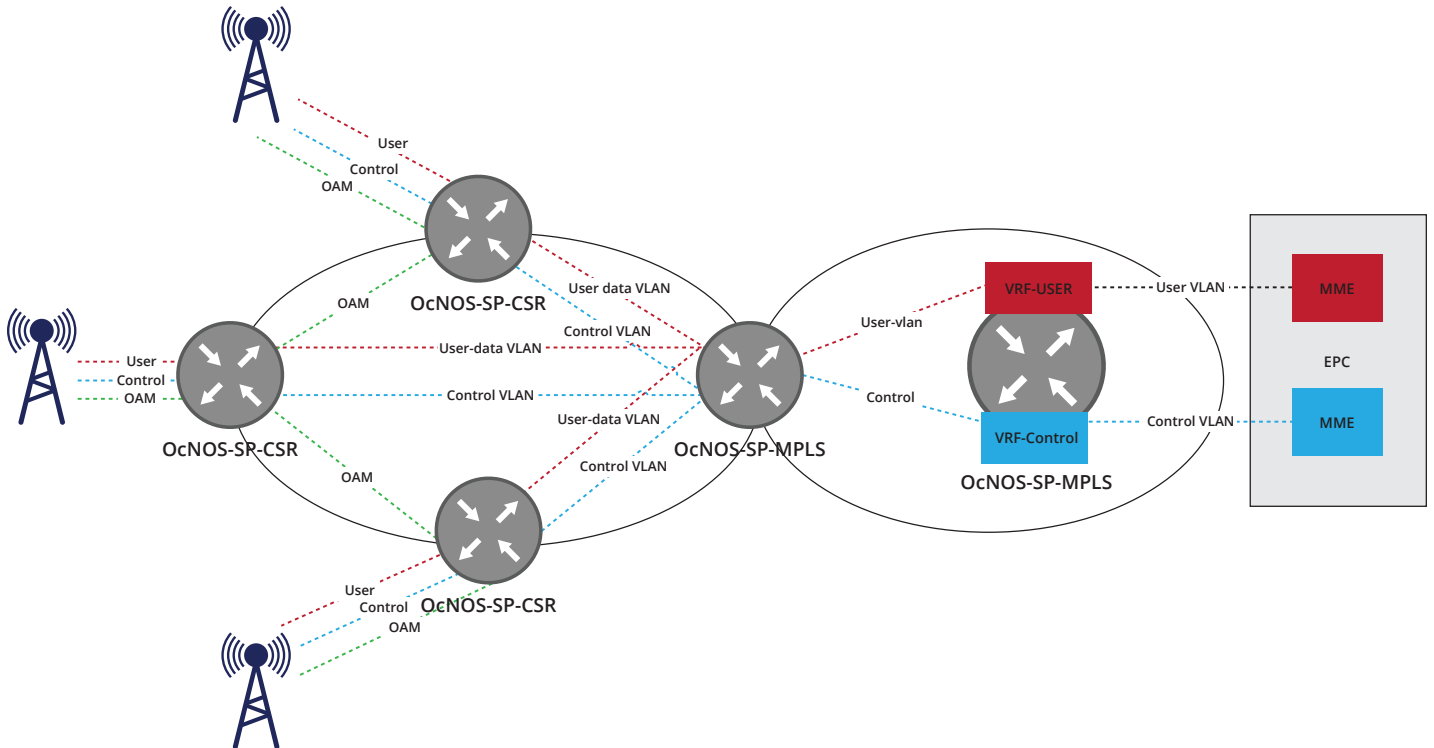 User
Control
OAM
OcNOS-SP-CSR
User data VLAN
VRF-USER
User VLAN
MME
OAM
Control VLAN
User-vlan
User-data VLAN
User
Control
OAM
EPC
Control VLAN
Control
User-data VLAN
Control VLAN
MME
VRF-Control
OcNOS-SP-CSR
OcNOS-SP-MPLS
Control VLAN
OAM
OcNOS-SP-MPLS
User
Control
OcNOS-SP-CSR
OAM